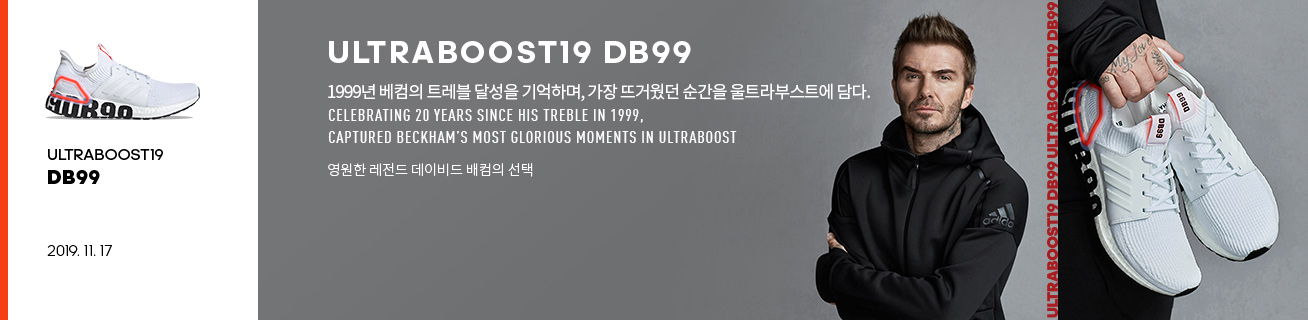 ULTRABOOST19
DB99
2019. 11. 17
ULTRABOOST19 DB99
1999년 베컴의 트레블 달성을 기억하며, 가장 뜨거웠던 순간을 울트라부스트에 담다.
CELEBRATING 20 YEARS SINCE HIS TREBLE IN 1999,
CAPTURED BECKHAM'S MOST GLORIOUS MOMENTS IN ULTRABOOST
영원한 레전드 데이비드 배컴의 선택
adidas
ULTRABOOST19 DB99 ULTRABOOST19 DB99
DB99
DB99